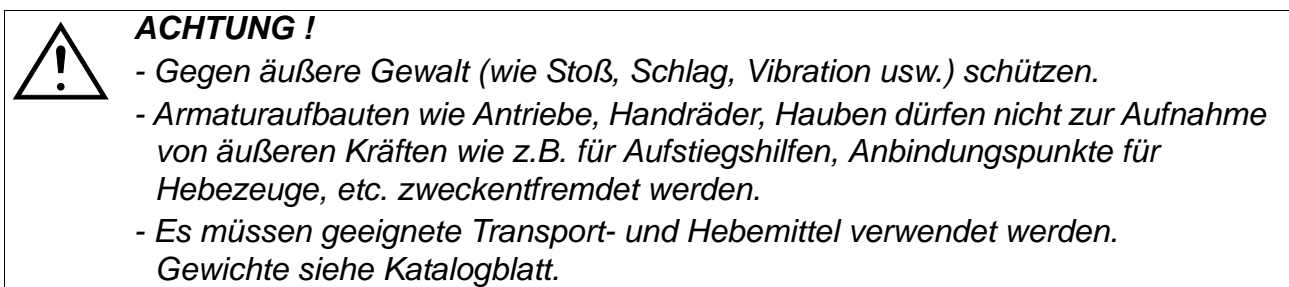 ACHTUNG !
- Gegen äußere Gewalt (wie Stoß, Schlag, Vibration usw.) schützen.
- Armaturaufbauten wie Antriebe, Handräder, Hauben dürfen nicht zur Aufnahme
von äußeren Kräften wie z.B. für Aufstiegshilfen, Anbindungspunkte für
Hebezeuge, etc. zweckentfremdet werden.
- Es müssen geeignete Transport- und Hebemittel verwendet werden.
Gewichte siehe Katalogblatt.